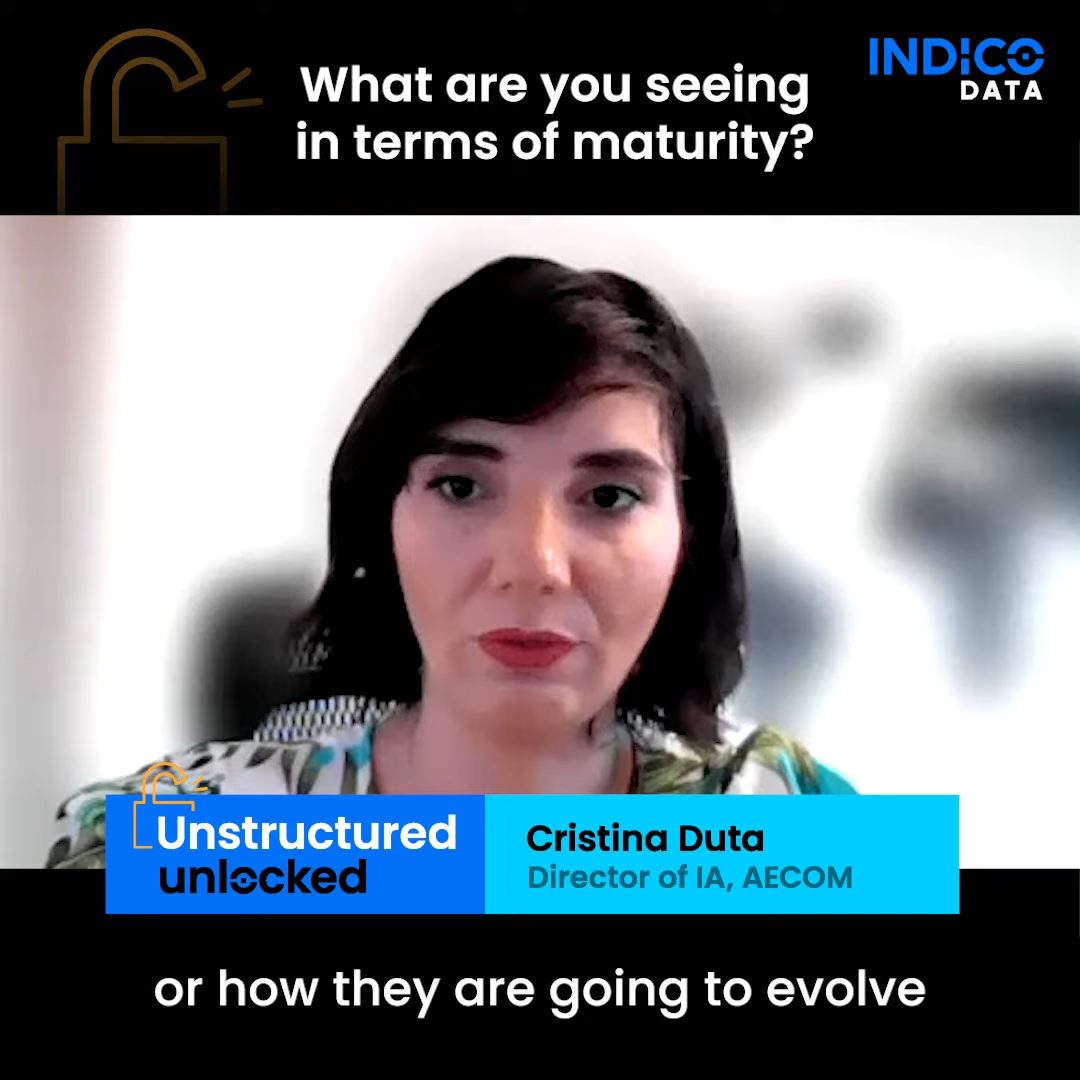 What are you seeing
in terms of maturity?
INDICO
DATA
Unstructured
unlocked
Cristina Duta
Director of IA, AECOM
or how they are going to evolve